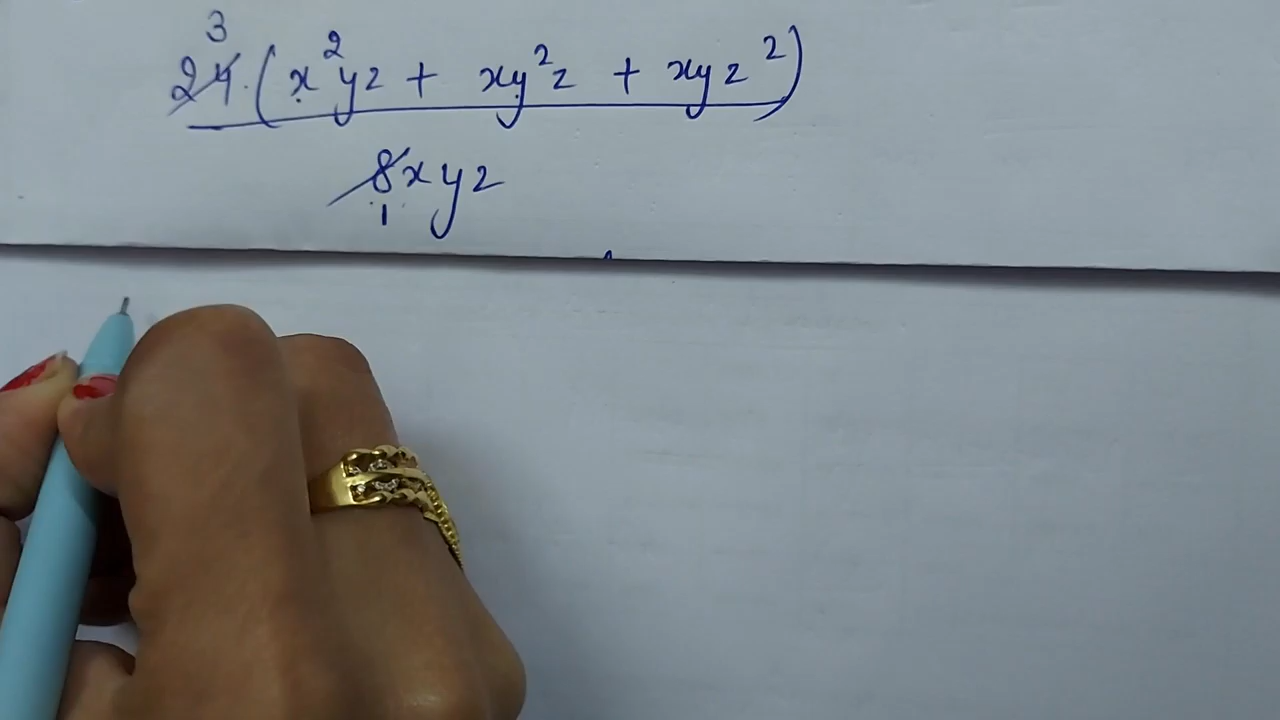 3
24 (x²yz + xy²z + xyz²)
8xyz
1